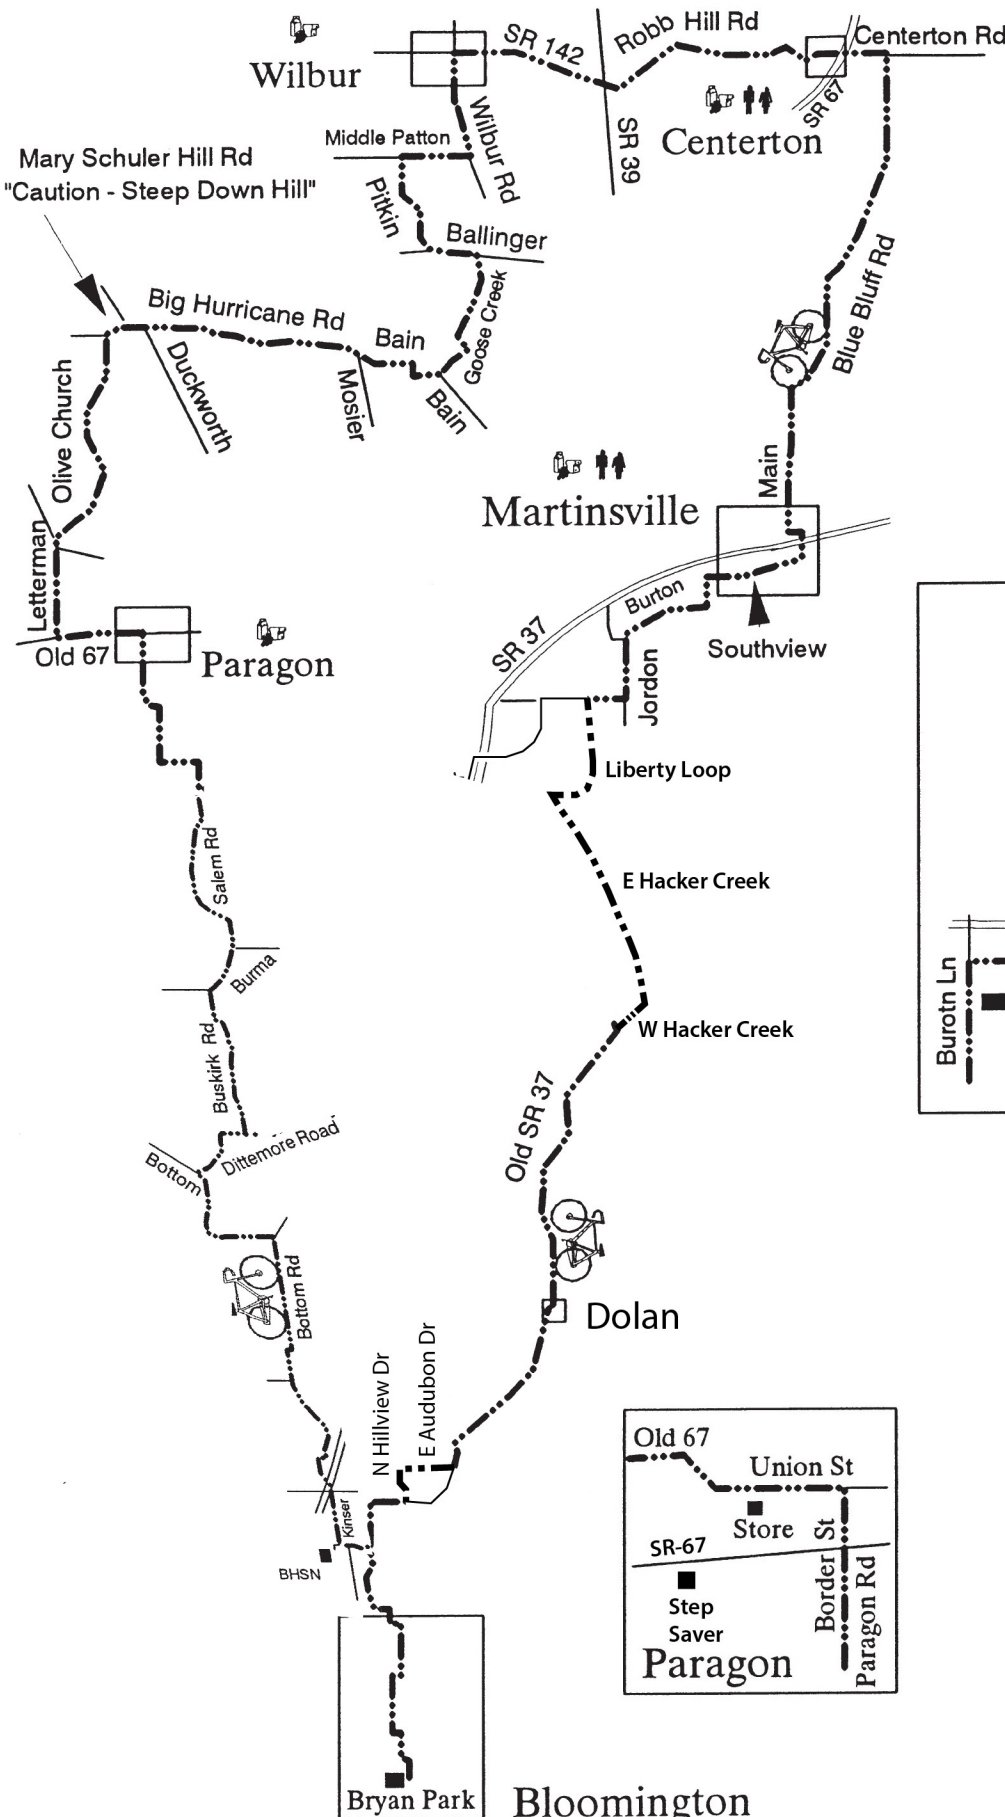 Wilbur
SR 142
Robb Hill Rd
Centerton Rd
SR 67
Centerton
SR 39
Wilbur Rd
Middle Patton
Pitkin
Mary Schuler Hill Rd
"Caution - Steep Down Hill"
Ballinger
Goose Creek
Blue Bluff Rd
Big Hurricane Rd
Bain
Bain
Duckworth
Mosier
Olive Church
Main
Martinsville
Letterman
Old 67
Paragon
Burton
SR 37
Southview
Jordon
Liberty Loop
Salem Rd
E Hacker Creek
Burma
W Hacker Creek
Burotn Ln
Buskirk Rd
Old SR 37
Dittemore Road
Bottom
Bottom Rd
Dolan
N Hillview Dr
E Audubon Dr
Kinser
BHSN
Old 67
Union St
Store
SR-67
Border St
Paragon Rd
Step
Saver
Paragon
Bryan Park
Bloomington